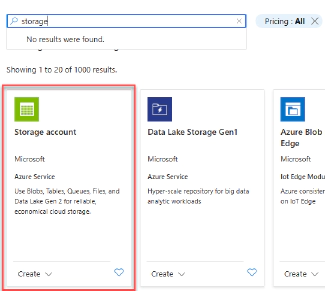 storage
Pricing : All
No results were found.
Showing 1 to 20 of 1000 results.
Storage account
Microsoft
Azure Service
Use Blobs, Tables, Queues, Files, and
Data Lake Gen 2 for reliable,
economical cloud storage.
Create
Data Lake Storage Gen1
Microsoft
Azure Service
Hyper-scale repository for big data
analytic workloads
Create
Azure Blob
Edge
Microsoft
Iot Edge Modu
Azure consisten
on IoT Edge
Create